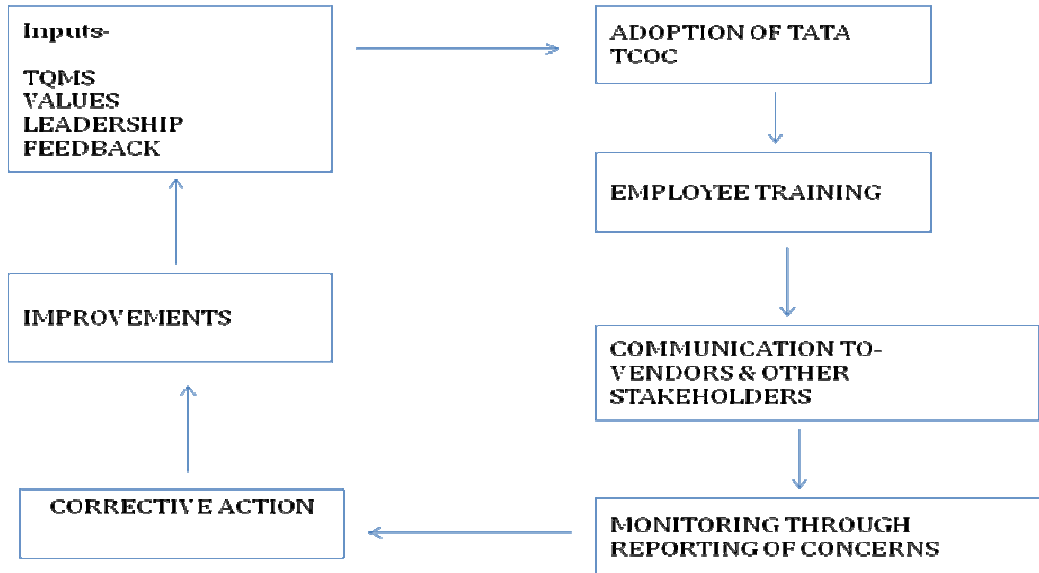 Inputs-
TQMS
VALUES
LEADERSHIP
FEEDBACK
ADOPTION OF TATA
TCOC
EMPLOYEE TRAINING
COMMUNICATION TO-
VENDORS & OTHER
STAKEHOLDERS
MONITORING THROUGH
REPORTING OF CONCERNS
CORRECTIVE ACTION
IMPROVEMENTS